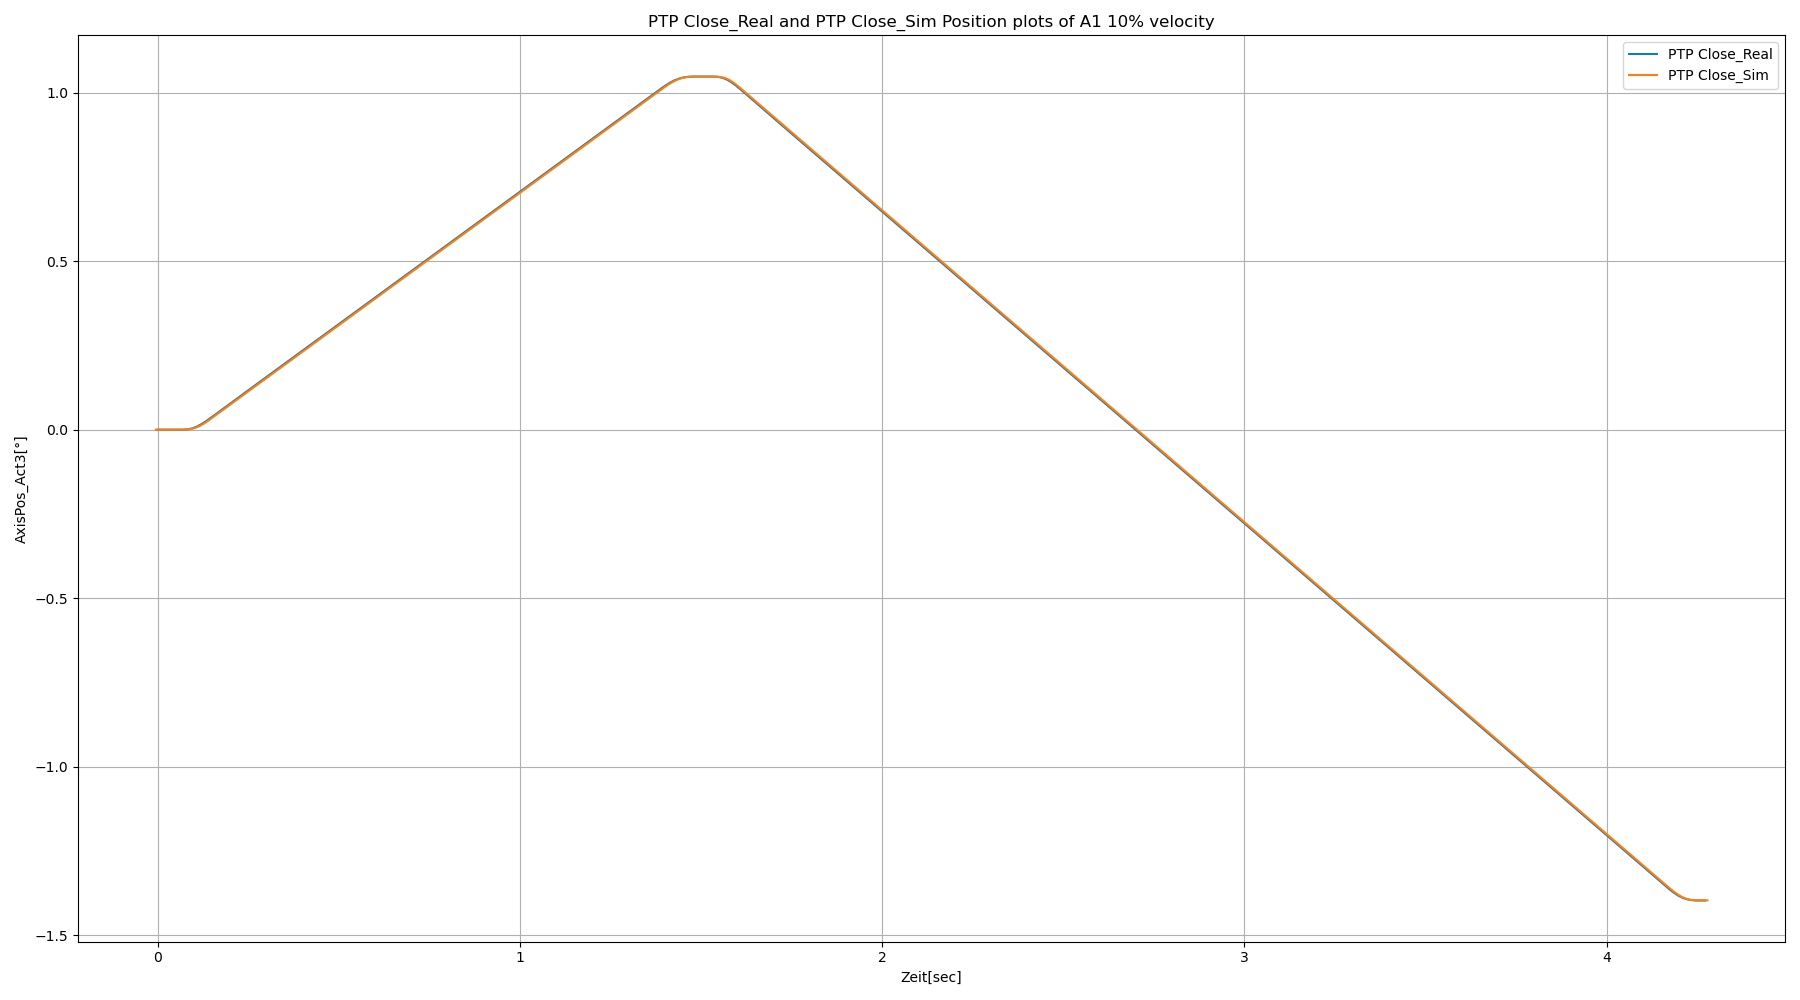 PTP Close_Real and PTP Close_Sim Position plots of A1 10% velocity
PTP Close_Real
PTP Close_Sim
1.0
0.5
0.0
−0.5
−1.0
−1.5
AxisPos_Act3[°]
0 1 2 3 4
Zeit[sec]